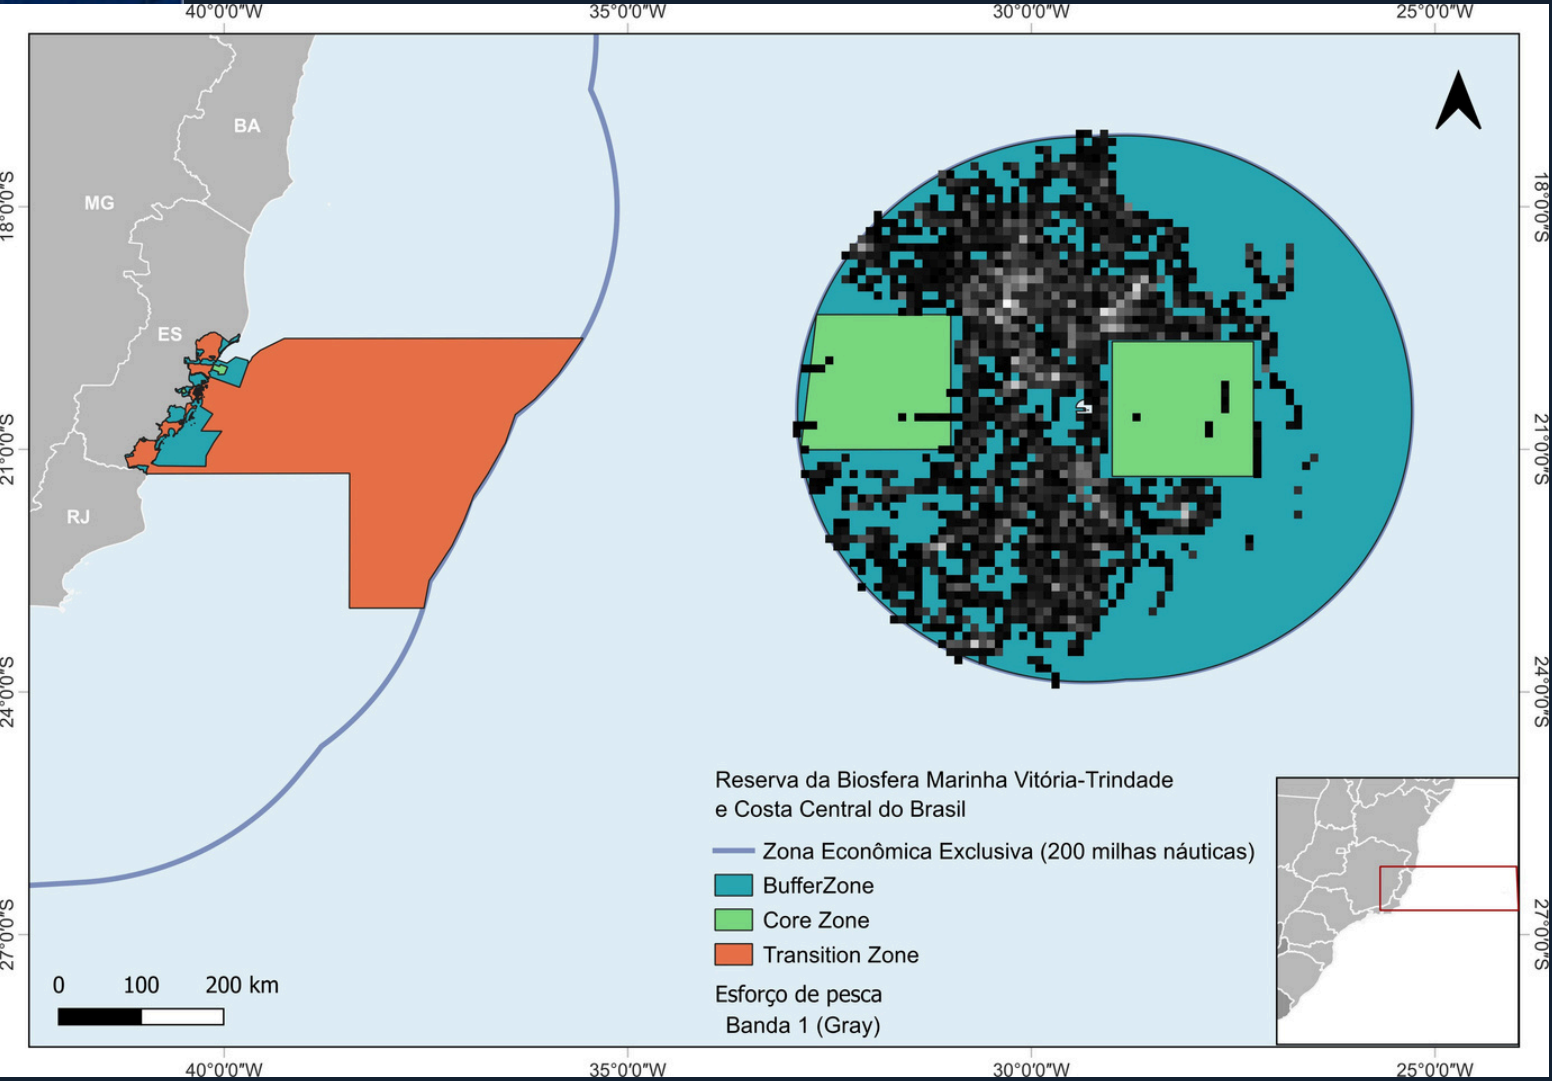 40°0'0"W
35°0'0"W
30°0'0"W
25°0'0"W
18°0'0"S
18°0'0"S
BA
MG
ES
21°0'0"S
21°0'0"S
RJ
24°0'0"S
24°0'0"S
Reserva da Biosfera Marinha Vitória-Trindade
e Costa Central do Brasil
Zona Econômica Exclusiva (200 milhas náuticas)
BufferZone
Core Zone
Transition Zone
Esforço de pesca
Banda 1 (Gray)
27°0'0"S
27°0'0"S
0 100 200 km
40°0'0"W
35°0'0"W
30°0'0"W
25°0'0"W